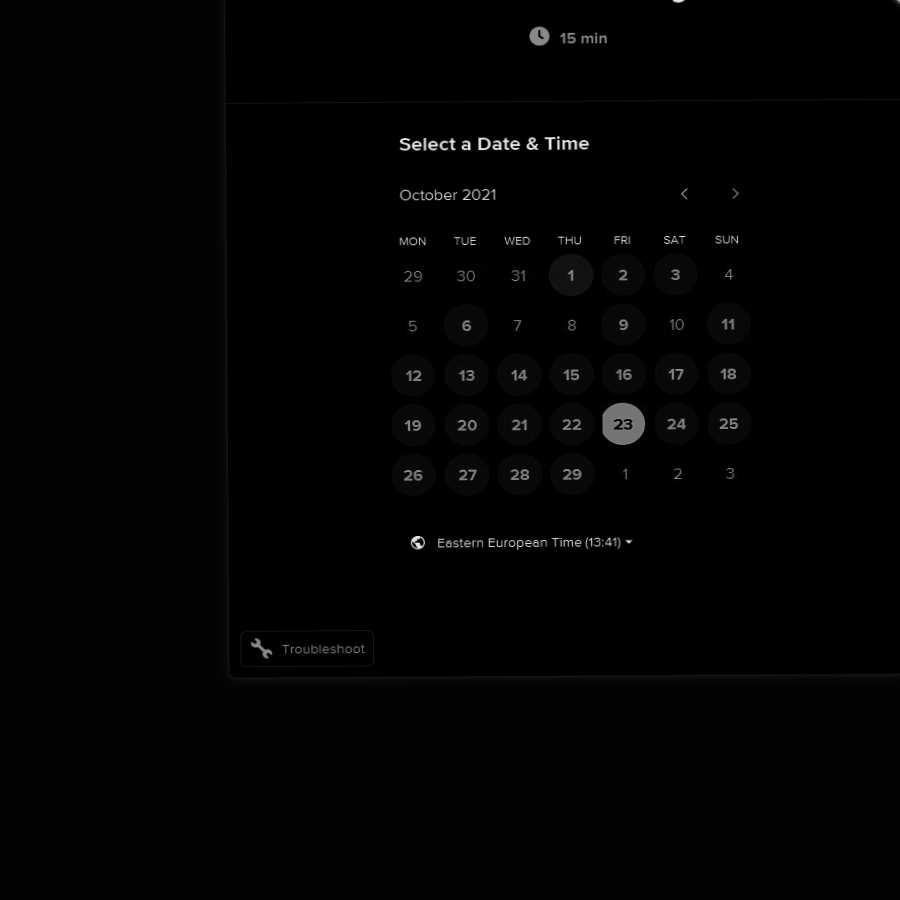 15 min
Select a Date & Time
October 2021
MON TUE WED THU FRI SAT SUN
29 30 31 1 2 3 4
5 6 7 8 9 10 11
12 13 14 15 16 17 18
19 20 21 22 23 24 25
26 27 28 29 1 2 3
Eastern European Time (13:41)
Troubleshoot